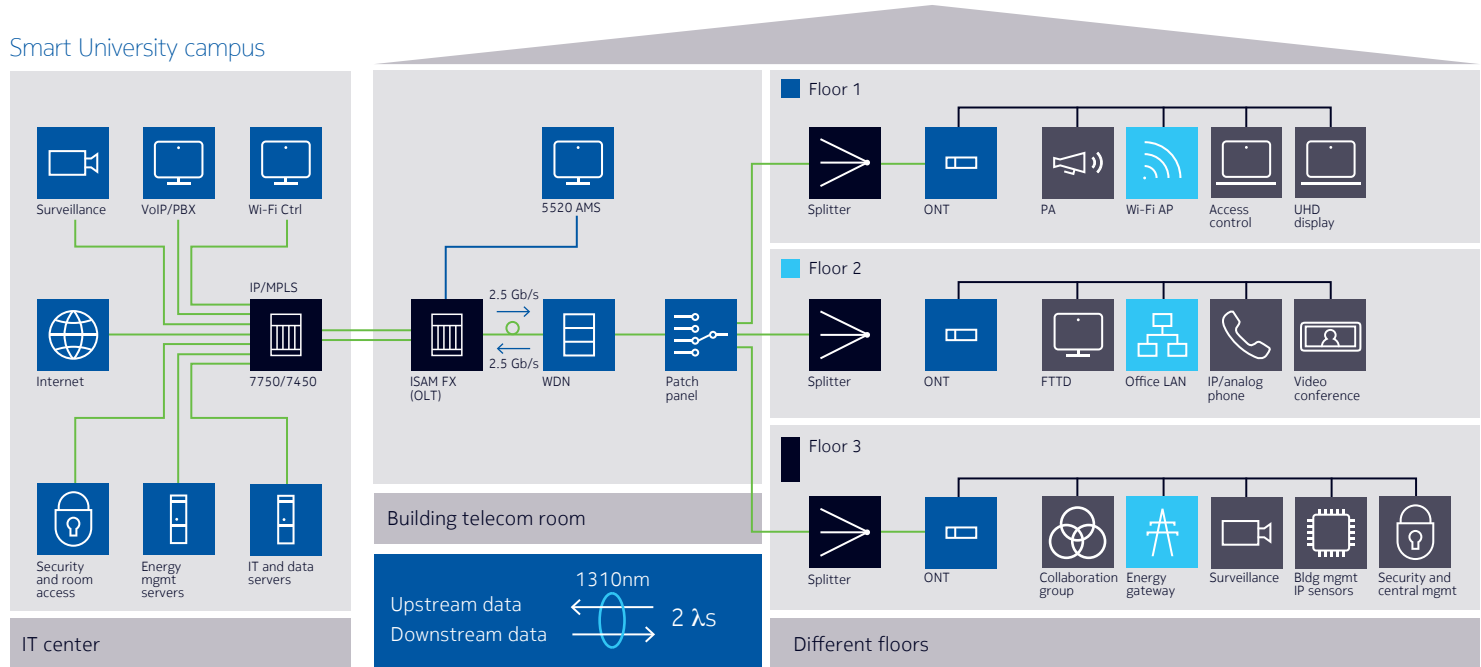 Smart University campus
Surveillance
VoIP/PBX
Wi-Fi Ctrl
IP/MPLS
Internet
7750/7450
Security
and room
access
Energy
mgmt
servers
IT and data
servers
IT center
5520 AMS
2.5 Gb/s
2.5 Gb/s
ISAM FX
(OLT)
WDN
Patch
panel
Building telecom room
1310nm
Upstream data
Downstream data
2 λs
Floor 1
Splitter
ONT
PA
Wi-Fi AP
Access
control
UHD
display
Floor 2
Splitter
ONT
FTTD
Office LAN
IP/analog
phone
Video
conference
Floor 3
Splitter
ONT
Collaboration
group
Energy
gateway
Surveillance
Bldg mgmt
IP sensors
Security and
central mgmt
Different floors